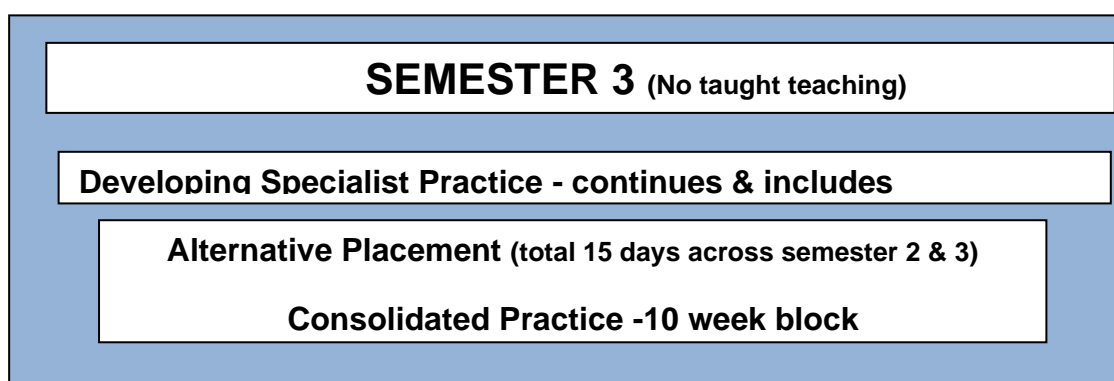 SEMESTER 3 (No taught teaching)
Developing Specialist Practice - continues & includes
Alternative Placement (total 15 days across semester 2 & 3)
Consolidated Practice -10 week block